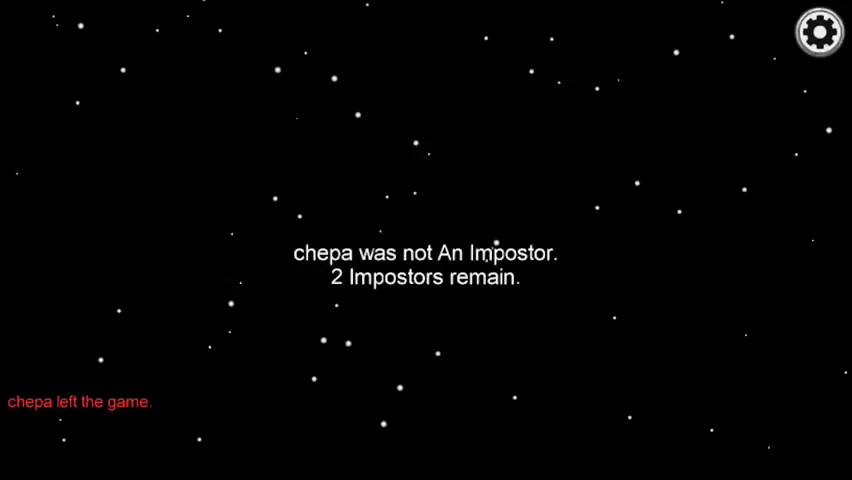 chepa was not An Impostor.
2 Impostors remain.
chepa left the game.